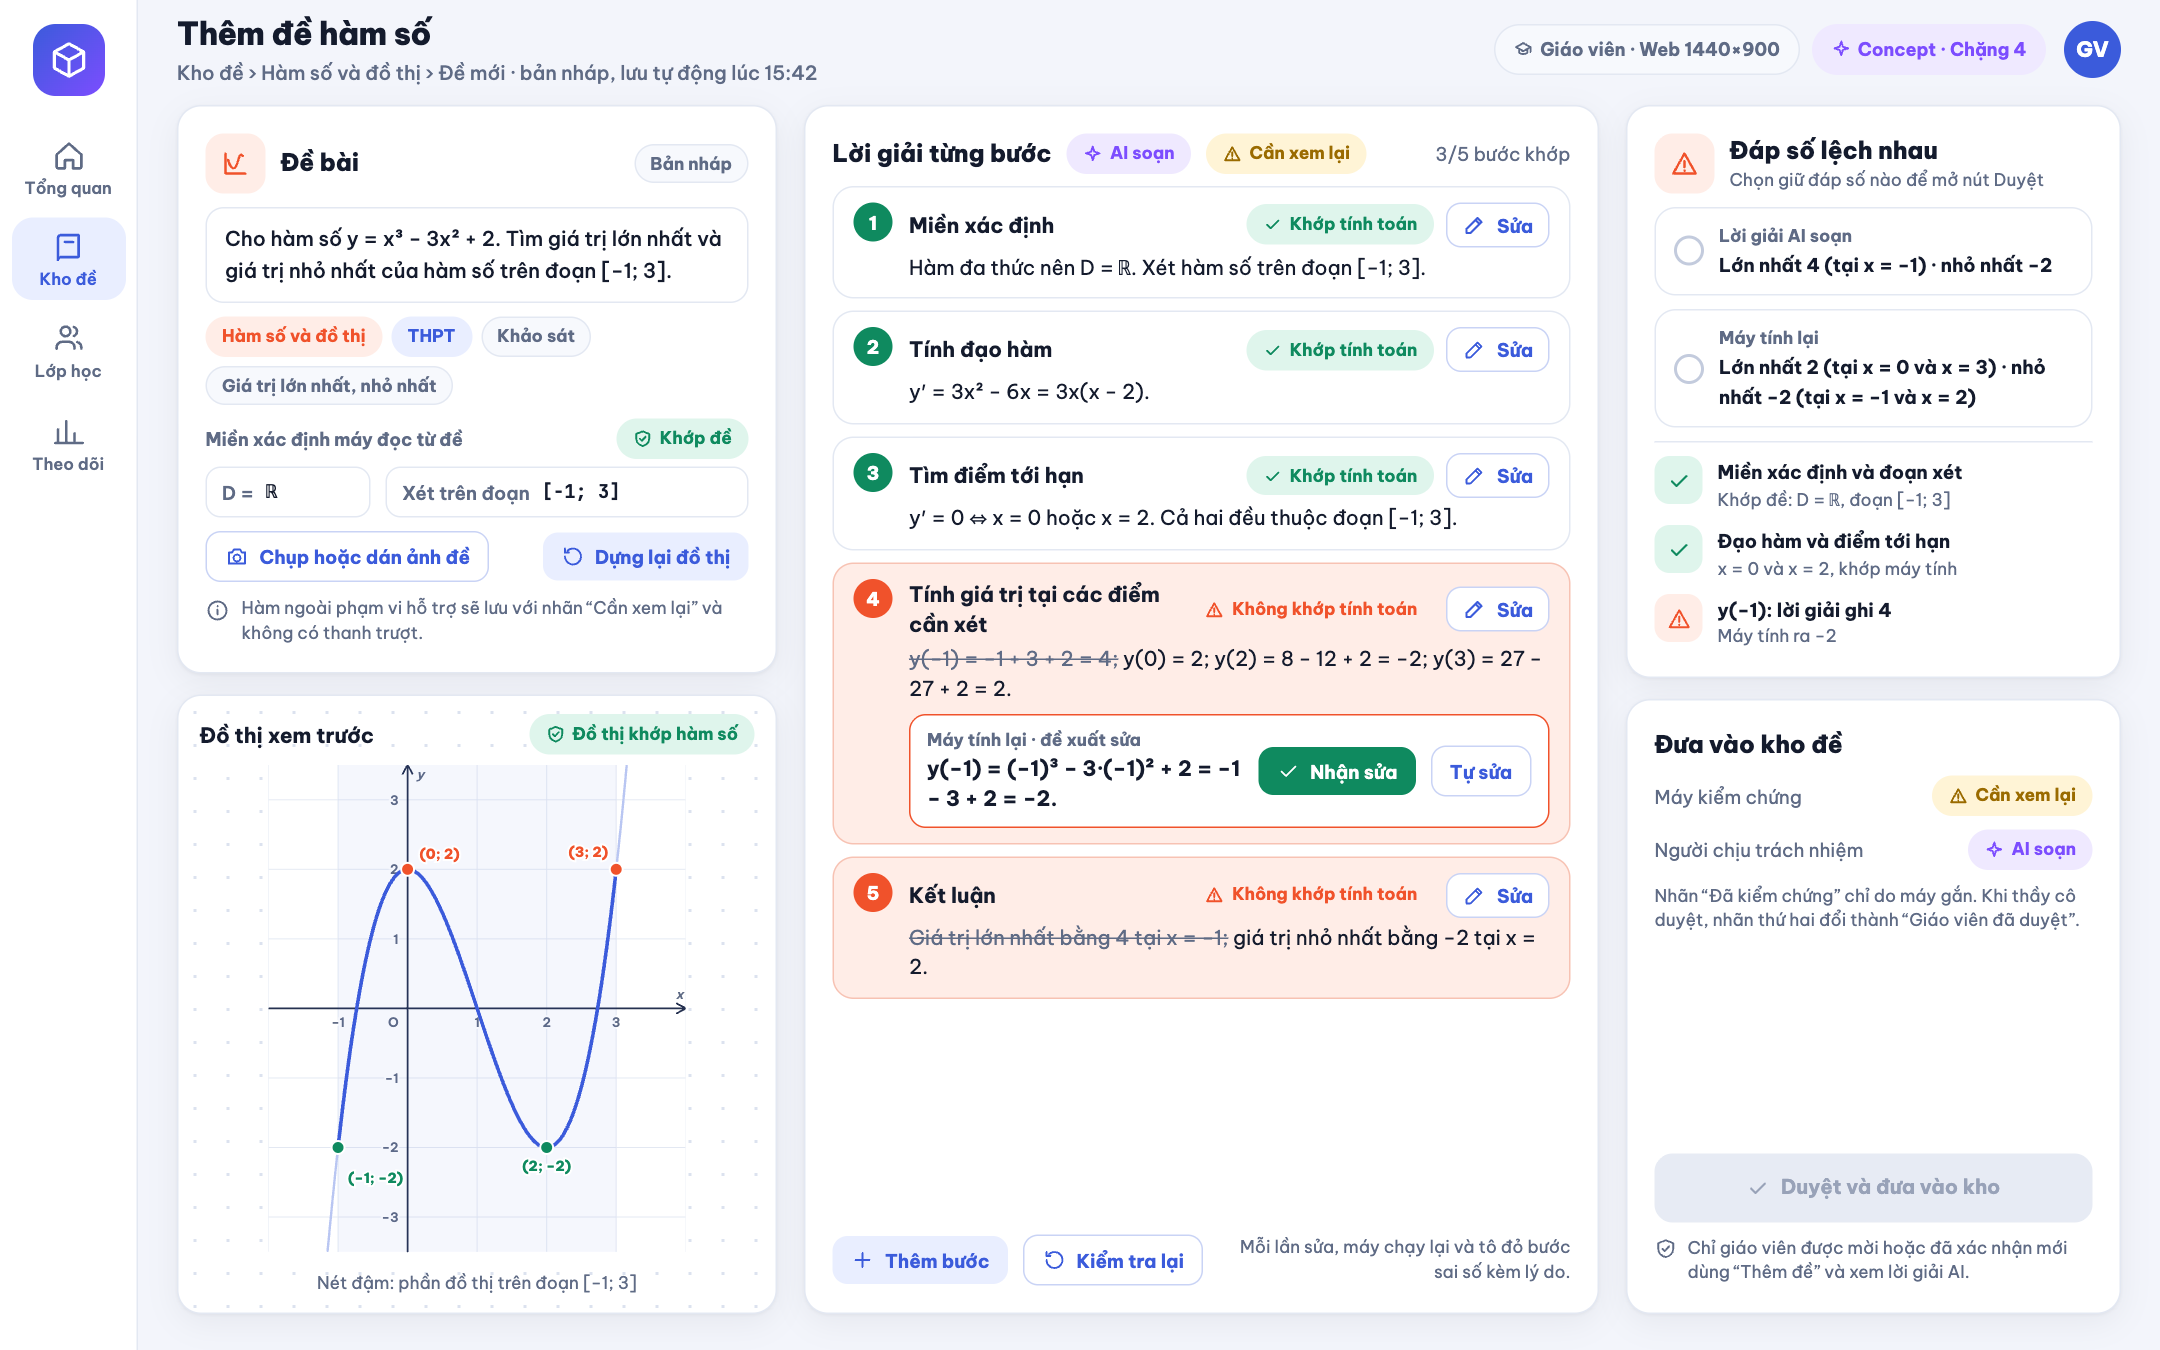 Thêm đề hàm số
Kho đề › Hàm số và đồ thị › Đề mới · bản nháp, lưu tự động lúc 15:42
Giáo viên · Web 1440×900
Concept · Chặng 4
GV
Tổng quan
Kho đề
Lớp học
Theo dõi
Đề bài
Bản nháp
Cho hàm số y = x³ − 3x² + 2. Tìm giá trị lớn nhất và
giá trị nhỏ nhất của hàm số trên đoạn [−1; 3].
Hàm số và đồ thị
THPT
Khảo sát
Giá trị lớn nhất, nhỏ nhất
Miền xác định máy đọc từ đề
Khớp đề
D = ℝ
Xét trên đoạn [-1; 3]
Chụp hoặc dán ảnh đề
Dựng lại đồ thị
Hàm ngoài phạm vi hỗ trợ sẽ lưu với nhãn “Cần xem lại” và
không có thanh trượt.
Đồ thị xem trước
Đồ thị khớp hàm số
y
3
(0; 2)
(3; 2)
2
1
x
−1
O
1
2
3
−1
−2
(−1; −2)
(2; −2)
−3
Nét đậm: phần đồ thị trên đoạn [−1; 3]
Lời giải từng bước
AI soạn
Cần xem lại
3/5 bước khớp
1
Miền xác định
Khớp tính toán
Sửa
Hàm đa thức nên D = ℝ. Xét hàm số trên đoạn [−1; 3].
2
Tính đạo hàm
Khớp tính toán
Sửa
y′ = 3x² − 6x = 3x(x − 2).
3
Tìm điểm tới hạn
Khớp tính toán
Sửa
y′ = 0 ⇔ x = 0 hoặc x = 2. Cả hai đều thuộc đoạn [−1; 3].
4
Tính giá trị tại các điểm
cần xét
Không khớp tính toán
Sửa
y(−1) = −1 + 3 + 2 = 4; y(0) = 2; y(2) = 8 − 12 + 2 = −2; y(3) = 27 −
27 + 2 = 2.
Máy tính lại · đề xuất sửa
y(−1) = (−1)³ − 3·(−1)² + 2 = −1
− 3 + 2 = −2.
Nhận sửa
Tự sửa
5
Kết luận
Không khớp tính toán
Sửa
Giá trị lớn nhất bằng 4 tại x = −1; giá trị nhỏ nhất bằng −2 tại x =
2.
Thêm bước
Kiểm tra lại
Mỗi lần sửa, máy chạy lại và tô đỏ bước
sai số kèm lý do.
Đáp số lệch nhau
Chọn giữ đáp số nào để mở nút Duyệt
Lời giải AI soạn
Lớn nhất 4 (tại x = −1) · nhỏ nhất −2
Máy tính lại
Lớn nhất 2 (tại x = 0 và x = 3) · nhỏ
nhất −2 (tại x = −1 và x = 2)
Miền xác định và đoạn xét
Khớp đề: D = ℝ, đoạn [−1; 3]
Đạo hàm và điểm tới hạn
x = 0 và x = 2, khớp máy tính
y(−1): lời giải ghi 4
Máy tính ra −2
Đưa vào kho đề
Máy kiểm chứng
Cần xem lại
Người chịu trách nhiệm
AI soạn
Nhãn “Đã kiểm chứng” chỉ do máy gắn. Khi thầy cô
duyệt, nhãn thứ hai đổi thành “Giáo viên đã duyệt”.
Duyệt và đưa vào kho
Chỉ giáo viên được mời hoặc đã xác nhận mới
dùng “Thêm đề” và xem lời giải AI.